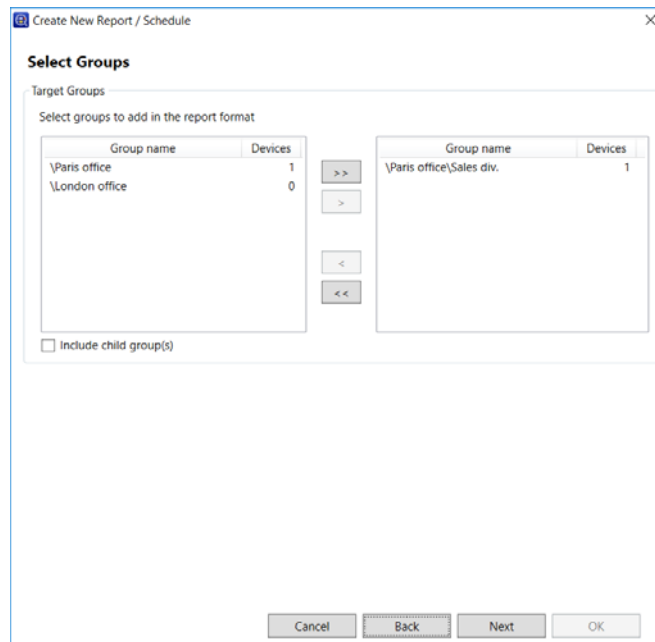 Create New Report / Schedule
Select Groups
Target Groups
Select groups to add in the report format
Group name Devices
\Paris office 1
\London office 0
>>
>
<
<<
Group name Devices
\Paris office\Sales div. 1
Include child group(s)
Cancel Back Next OK